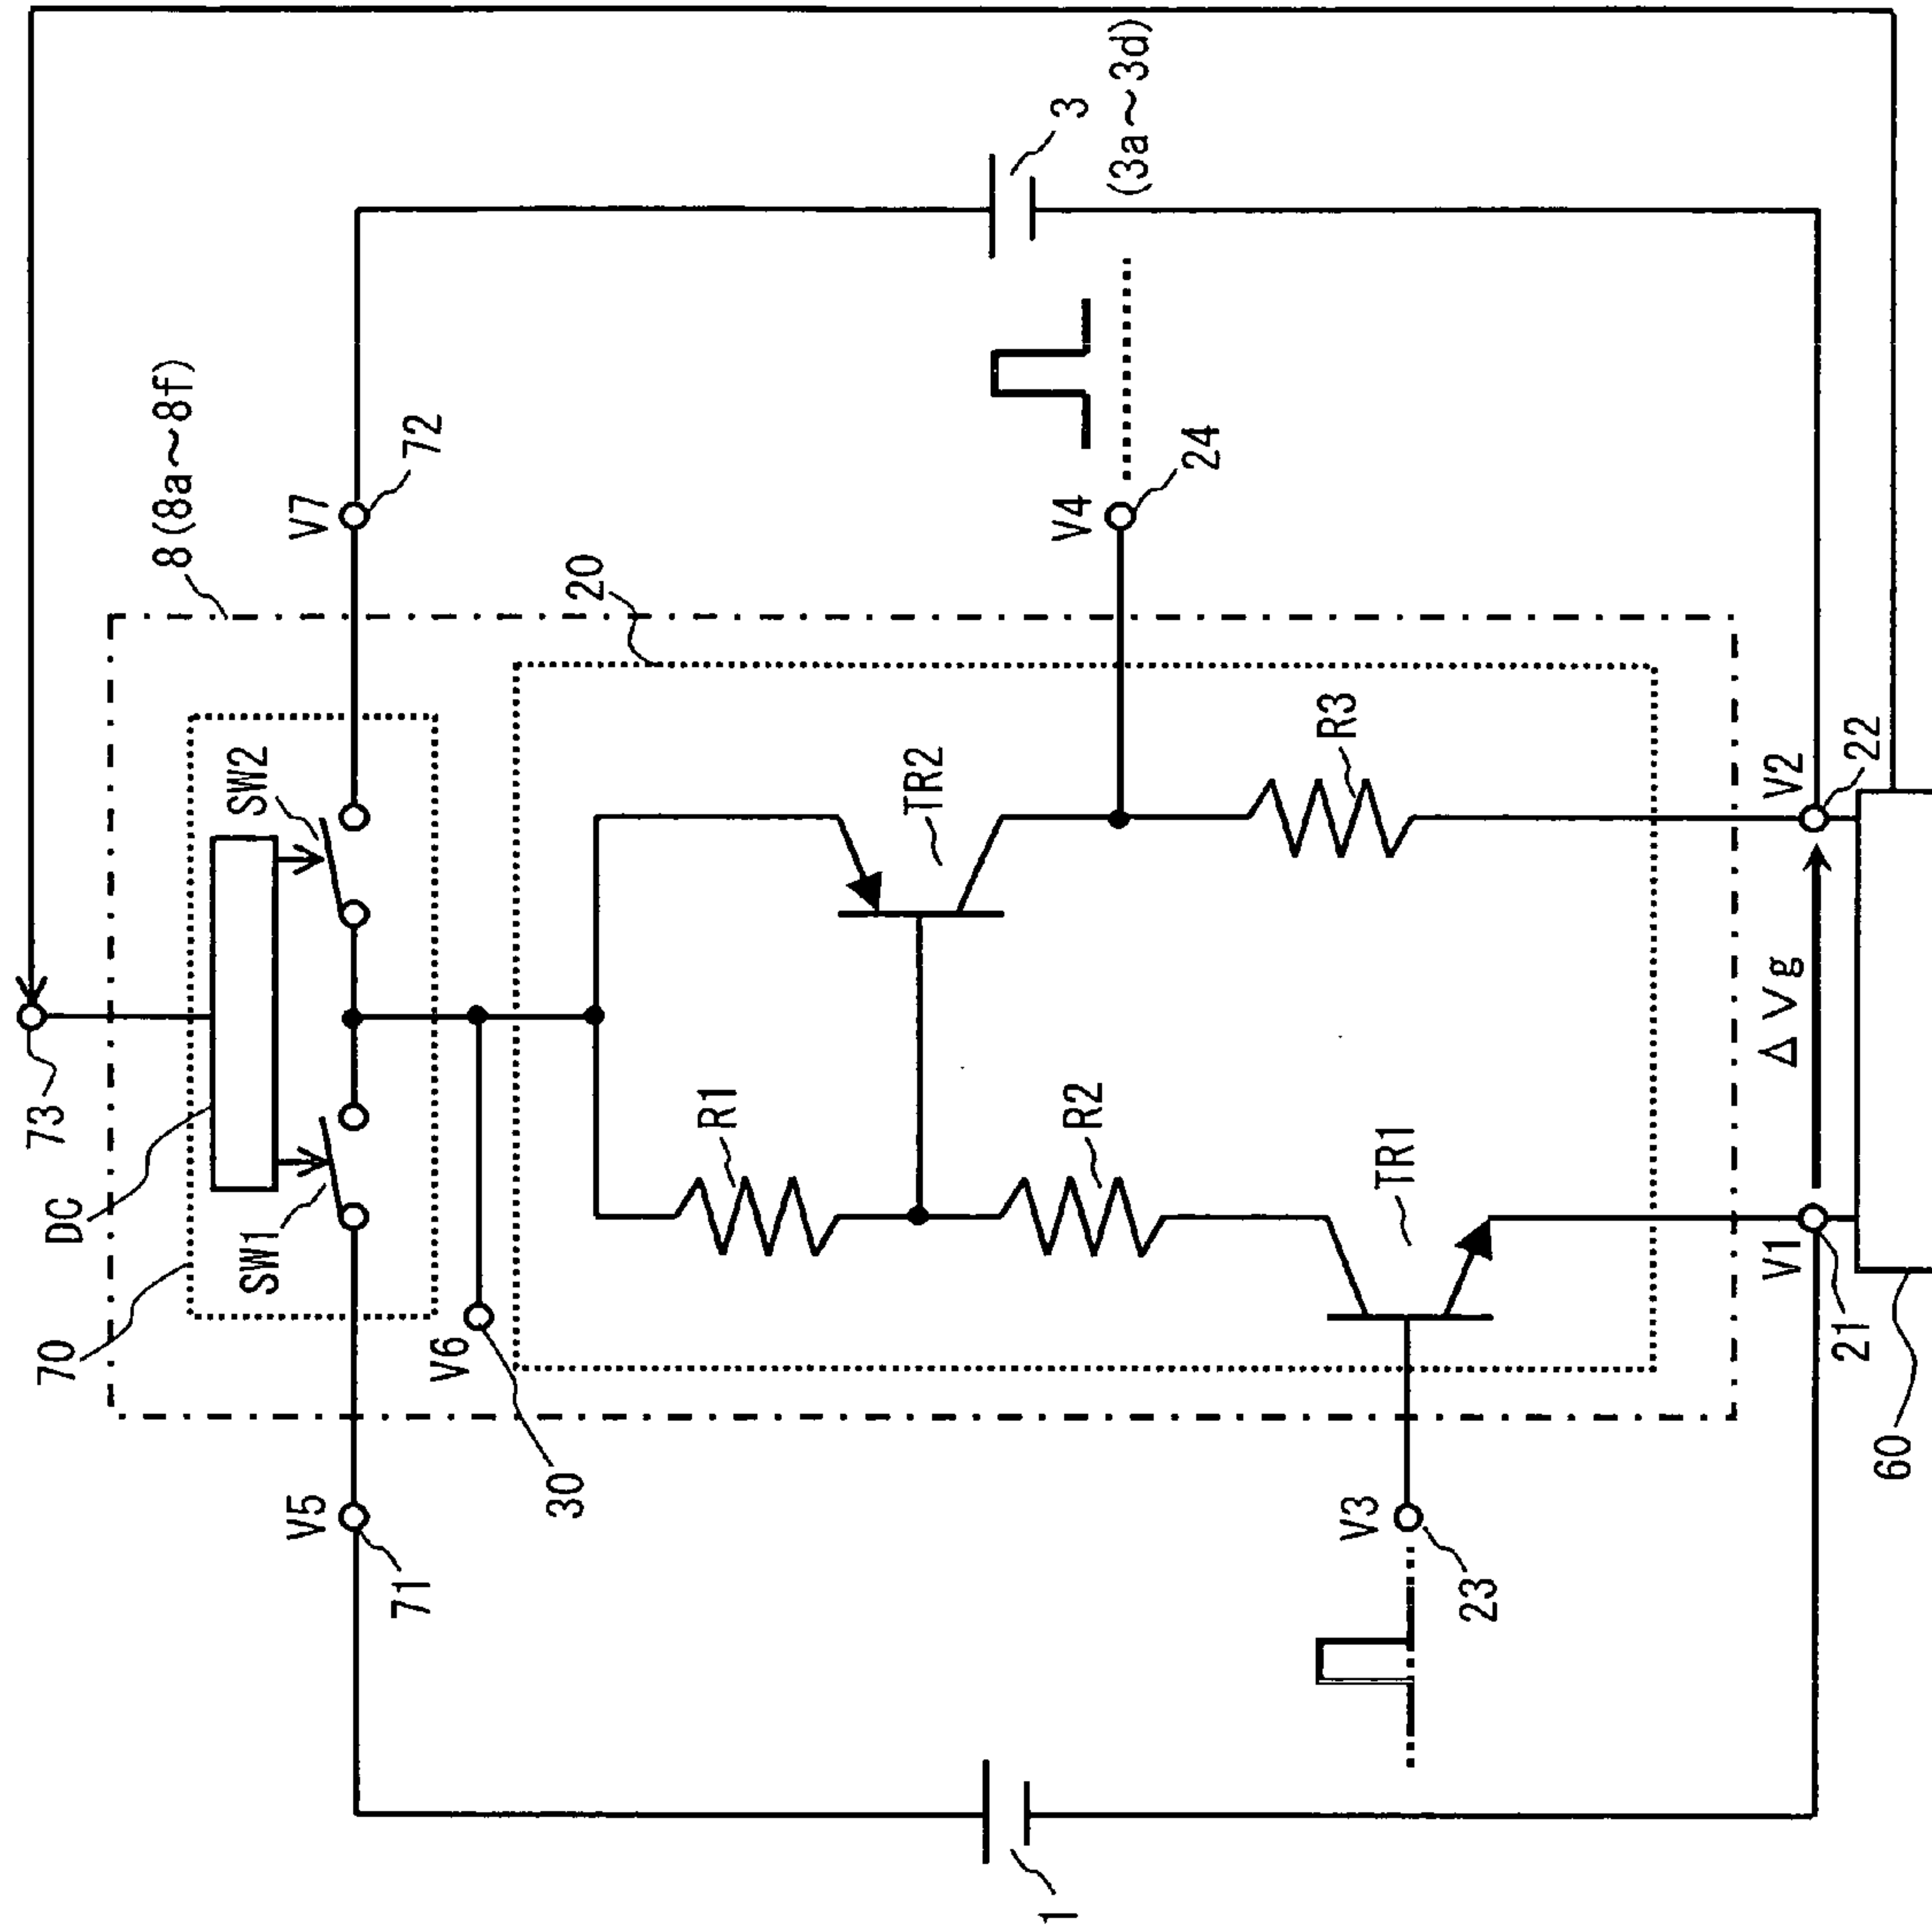 73
DC
70
SW1
SW2
8(8a~8f)
V5
71
V6
30
V7
72
20
R1
TR2
V4
24
3
(3a~3d)
R2
R3
TR1
V3
23
1
V1
21
ΔVg
V2
22
60